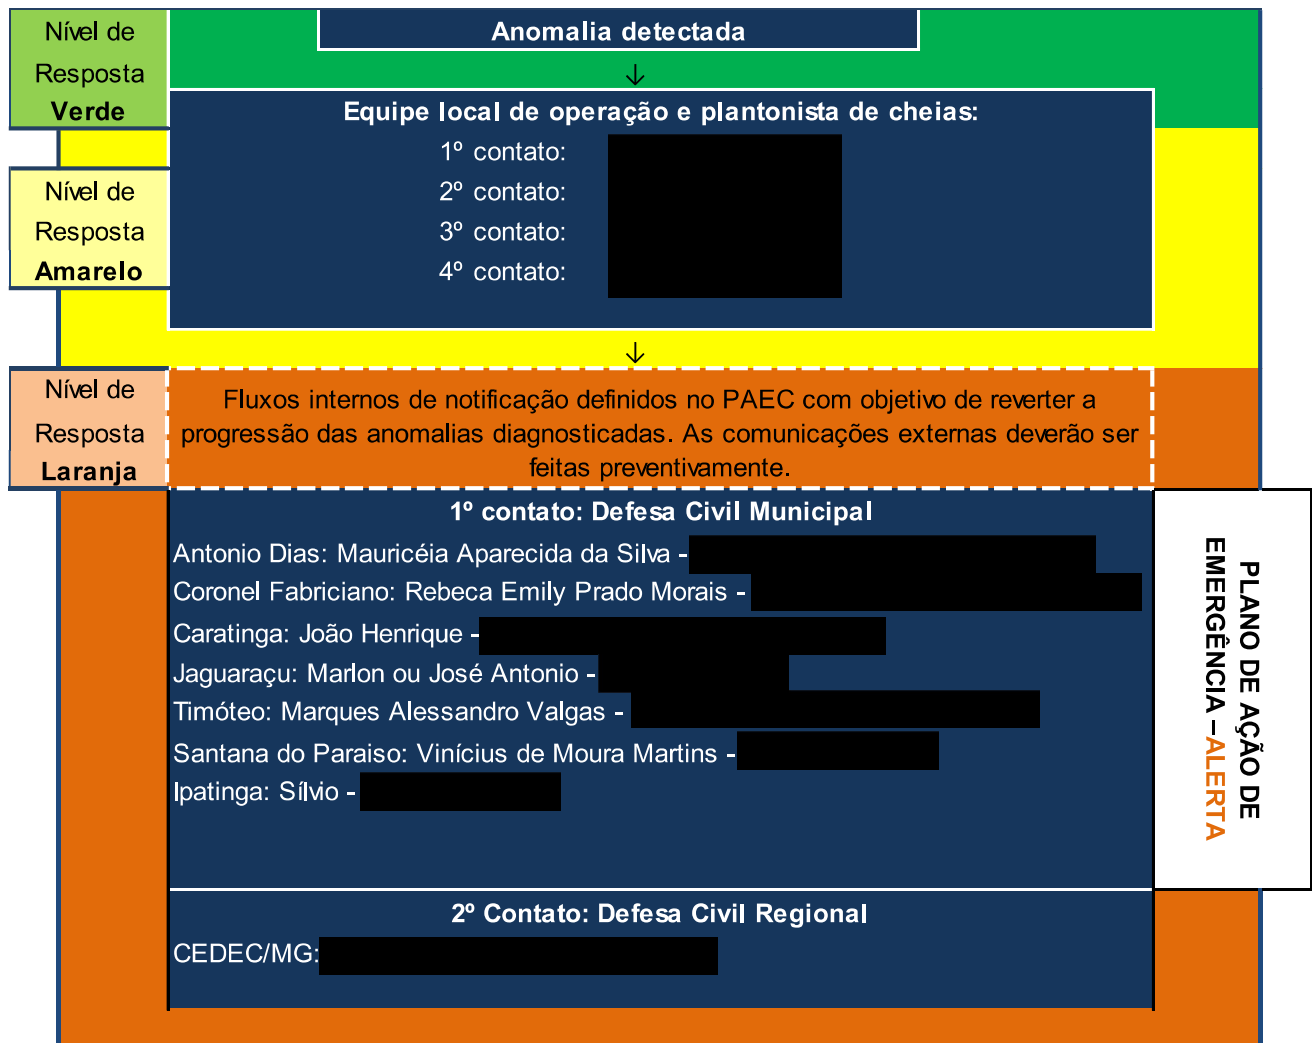 Nível de
Resposta
Verde
Anomalia detectada
↓
Equipe local de operação e plantonista de cheias:
1º contato:
2º contato:
3º contato:
4º contato:
Nível de
Resposta
Amarelo
↓
Nível de
Resposta
Laranja
Fluxos internos de notificação definidos no PAEC com objetivo de reverter a
progressão das anomalias diagnosticadas. As comunicações externas deverão ser
feitas preventivamente.
1º contato: Defesa Civil Municipal
Antonio Dias: Mauricéia Aparecida da Silva -
Coronel Fabriciano: Rebeca Emily Prado Morais -
Caratinga: João Henrique -
Jaguaraçu: Marlon ou José Antonio -
Timóteo: Marques Alessandro Valgas -
Santana do Paraiso: Vinícius de Moura Martins -
Ipatinga: Sílvio -
PLANO DE AÇÃO DE
EMERGÊNCIA – ALERTA
2º Contato: Defesa Civil Regional
CEDEC/MG: